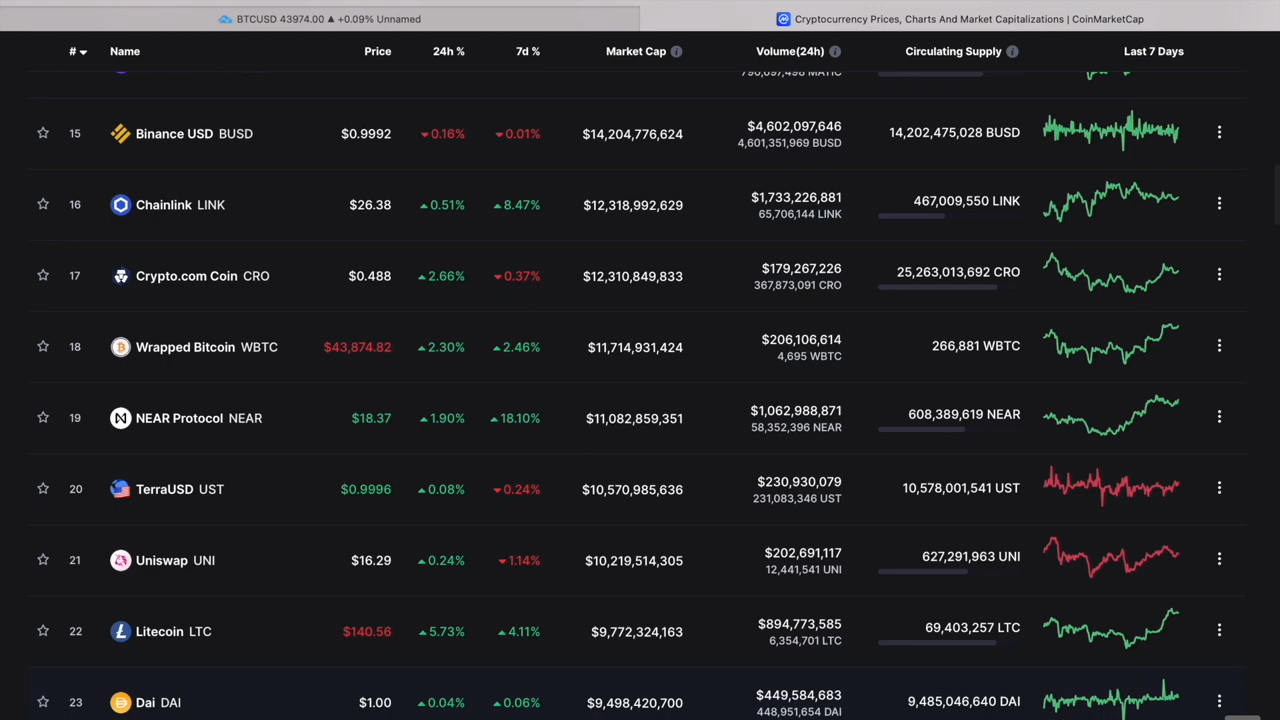 BTCUSD 43974.00 ▲ +0.09% Unnamed
Cryptocurrency Prices, Charts And Market Capitalizations | CoinMarketCap
# Name Price 24h % 7d % Market Cap Volume(24h) Circulating Supply Last 7 Days
790,697,498 MATIC
15 Binance USD BUSD $0.9992 0.16% 0.01% $14,204,776,624 $4,602,097,646 14,202,475,028 BUSD
4,601,351,969 BUSD
16 Chainlink LINK $26.38 0.51% 8.47% $12,318,992,629 $1,733,226,881 467,009,550 LINK
65,706,144 LINK
17 Crypto.com Coin CRO $0.488 2.66% 0.37% $12,310,849,833 $179,267,226 25,263,013,692 CRO
367,873,091 CRO
18 Wrapped Bitcoin WBTC $43,874.82 2.30% 2.46% $11,714,931,424 $206,106,614 266,881 WBTC
4,695 WBTC
19 NEAR Protocol NEAR $18.37 1.90% 18.10% $11,082,859,351 $1,062,988,871 608,389,619 NEAR
58,352,396 NEAR
20 TerraUSD UST $0.9996 0.08% 0.24% $10,570,985,636 $230,930,079 10,578,001,541 UST
231,083,346 UST
21 Uniswap UNI $16.29 0.24% 1.14% $10,219,514,305 $202,691,117 627,291,963 UNI
12,441,541 UNI
22 Litecoin LTC $140.56 5.73% 4.11% $9,772,324,163 $894,773,585 69,403,257 LTC
6,354,701 LTC
23 Dai DAI $1.00 0.04% 0.06% $9,498,420,700 $449,584,683 9,485,046,640 DAI
448,951,654 DAI